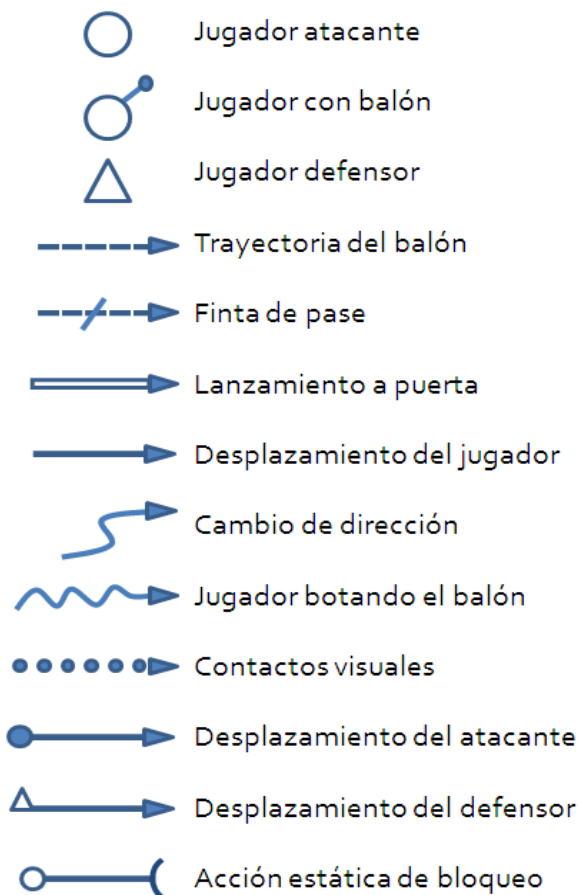 Jugador atacante
Jugador con balón
Jugador defensor
Trayectoria del balón
Finta de pase
Lanzamiento a puerta
Desplazamiento del jugador
Cambio de dirección
Jugador botando el balón
Contactos visuales
Desplazamiento del atacante
Desplazamiento del defensor
Acción estática de bloqueo